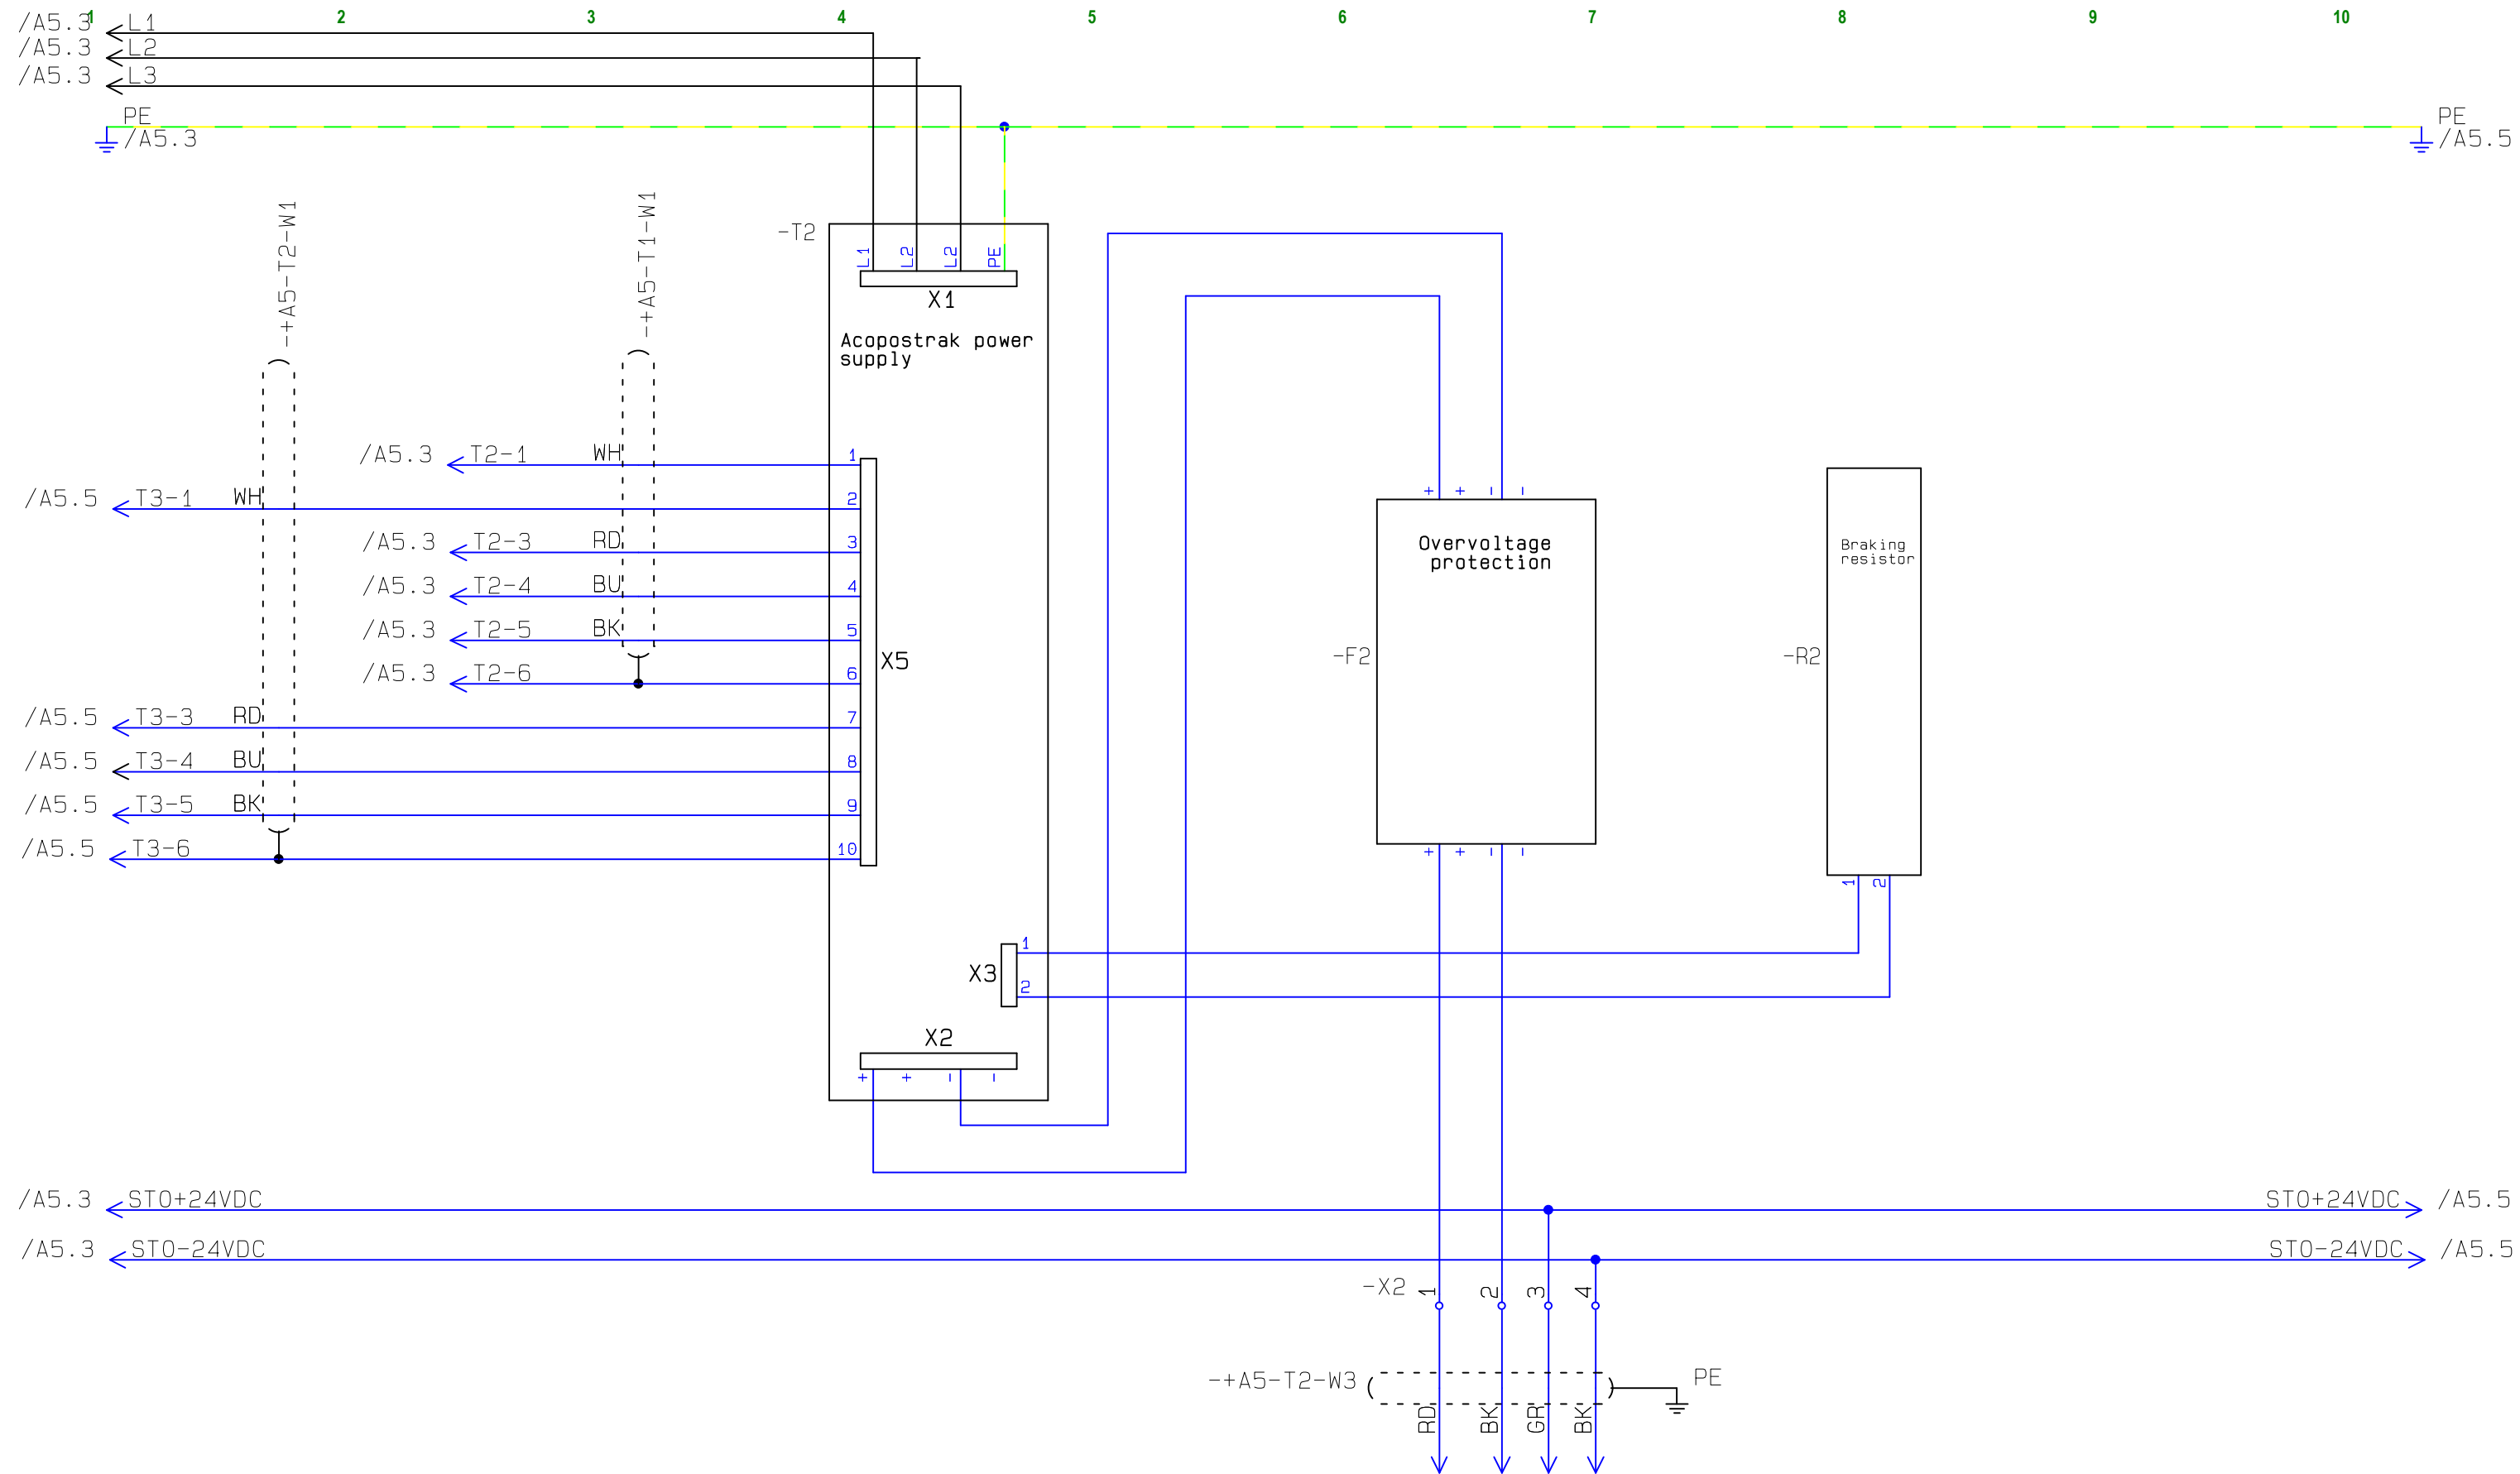 1 2 3 4 5 6 7 8 9 10
/A5.3 L1
/A5.3 L2
/A5.3 L3
PE
/A5.3
PE
/A5.5
-+A5-T2-W1
-+A5-T1-W1
-T2
L1 L2 L2 PE
X1
Acopostrak power
supply
/A5.3 T2-1 WH 1
/A5.5 T3-1 WH 2
/A5.3 T2-3 RD 3
/A5.3 T2-4 BU 4
/A5.3 T2-5 BK 5
X5
/A5.3 T2-6 6
/A5.5 T3-3 RD 7
/A5.5 T3-4 BU 8
/A5.5 T3-5 BK 9
/A5.5 T3-6 10
+ + - -
Overvoltage
protection
-F2
+ + - -
Braking
resistor
-R2
1 2
X3
1
2
X2
+ + - -
/A5.3 STO+24VDC
STO+24VDC /A5.5
/A5.3 STO-24VDC
STO-24VDC /A5.5
-X2 1 2 3 4
-+A5-T2-W3
PE
RD BK GR BK